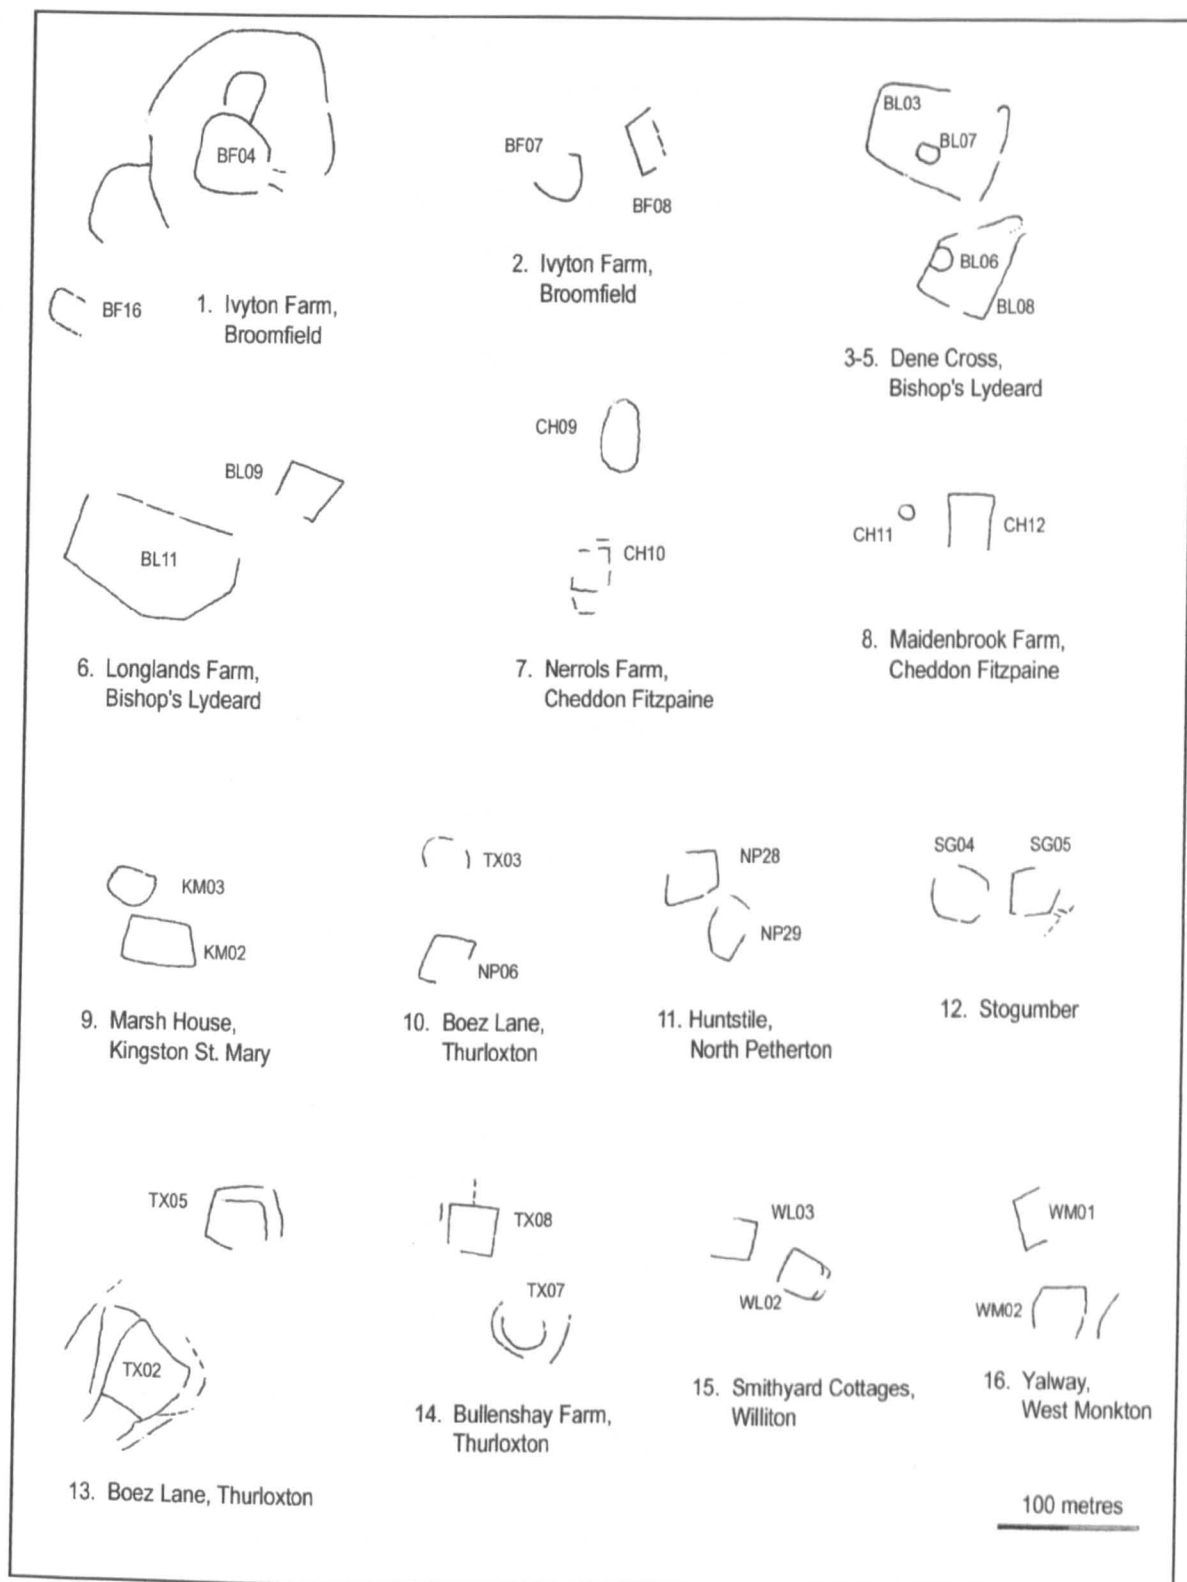 BF04
BF16
1. Ivyton Farm,
Broomfield
BF07
BF08
2. Ivyton Farm,
Broomfield
BL03
BL07
BL06
BL08
3-5. Dene Cross,
Bishop's Lydeard
BL09
BL11
6. Longlands Farm,
Bishop's Lydeard
CH09
CH10
7. Nerrols Farm,
Cheddon Fitzpaine
CH11
CH12
8. Maidenbrook Farm,
Cheddon Fitzpaine
KM03
KM02
9. Marsh House,
Kingston St. Mary
TX03
NP06
10. Boez Lane,
Thurloxton
NP28
NP29
11. Huntstile,
North Petherton
SG04
SG05
12. Stogumber
TX05
TX02
13. Boez Lane, Thurloxton
TX08
TX07
14. Bullenshay Farm,
Thurloxton
WL03
WL02
15. Smithyard Cottages,
Williton
WM01
WM02
16. Yalway,
West Monkton
100 metres